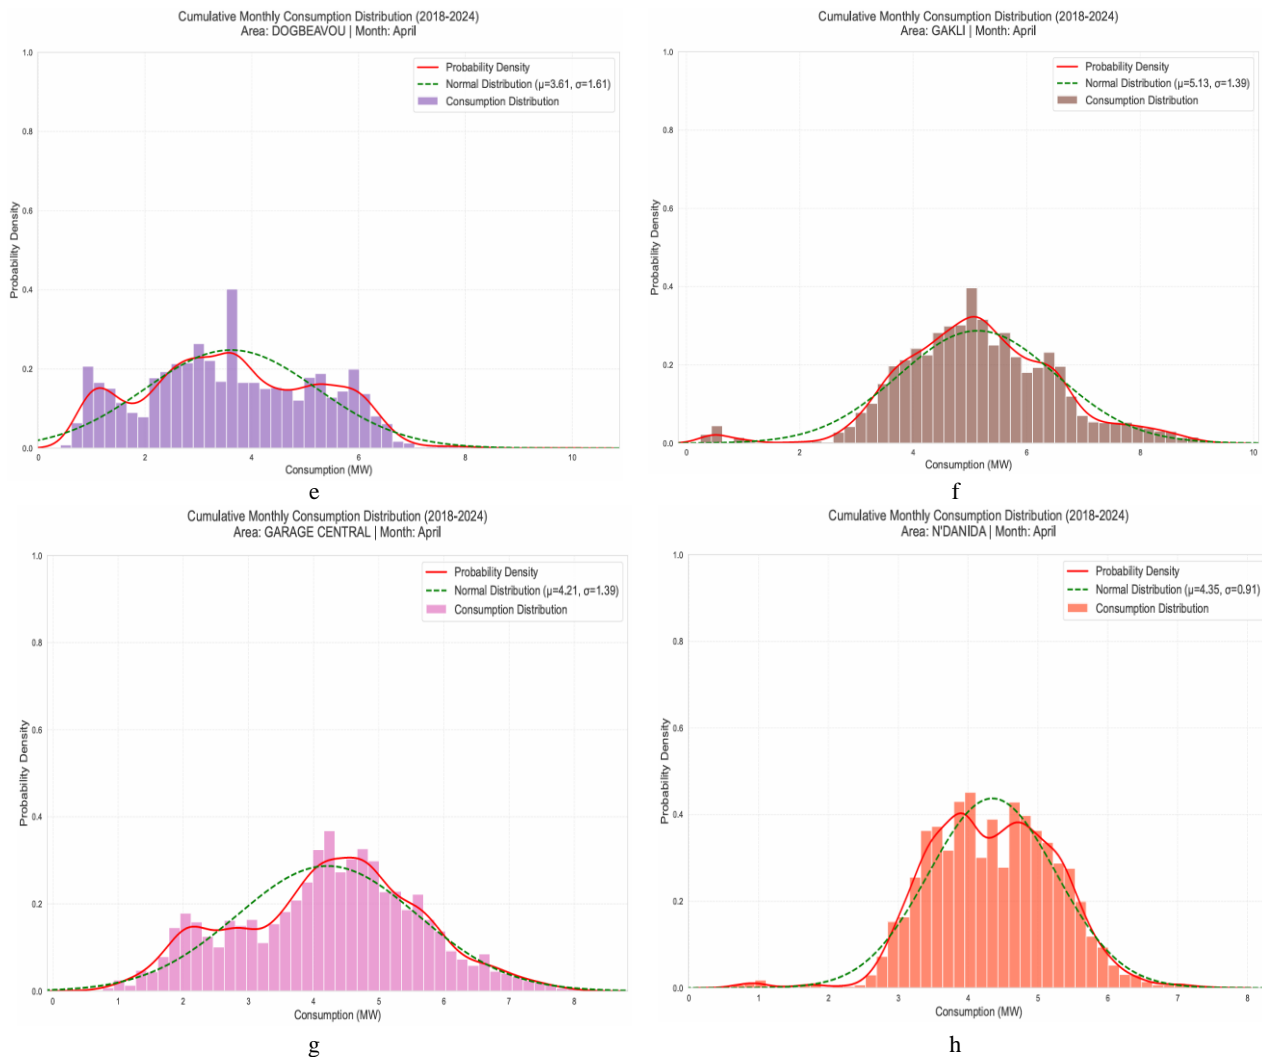 Cumulative Monthly Consumption Distribution (2018-2024)
Area: DOGBEAVOU | Month: April
1.0
0.8
0.6
0.4
0.2
0.0
Probability Density
Probability Density
Normal Distribution (μ=3.61, σ=1.61)
Consumption Distribution
0
2
4
6
8
10
Consumption (MW)
e
Cumulative Monthly Consumption Distribution (2018-2024)
Area: GAKLI | Month: April
1.0
0.8
0.6
0.4
0.2
0.0
Probability Density
Probability Density
Normal Distribution (μ=5.13, σ=1.39)
Consumption Distribution
0
2
4
6
8
10
Consumption (MW)
f
Cumulative Monthly Consumption Distribution (2018-2024)
Area: GARAGE CENTRAL | Month: April
1.0
0.8
0.6
0.4
0.2
0.0
Probability Density
Probability Density
Normal Distribution (μ=4.21, σ=1.39)
Consumption Distribution
0
1
2
3
4
5
6
7
8
Consumption (MW)
g
Cumulative Monthly Consumption Distribution (2018-2024)
Area: N'DANIDA | Month: April
1.0
0.8
0.6
0.4
0.2
0.0
Probability Density
Probability Density
Normal Distribution (μ=4.35, σ=0.91)
Consumption Distribution
0
1
2
3
4
5
6
7
8
Consumption (MW)
h